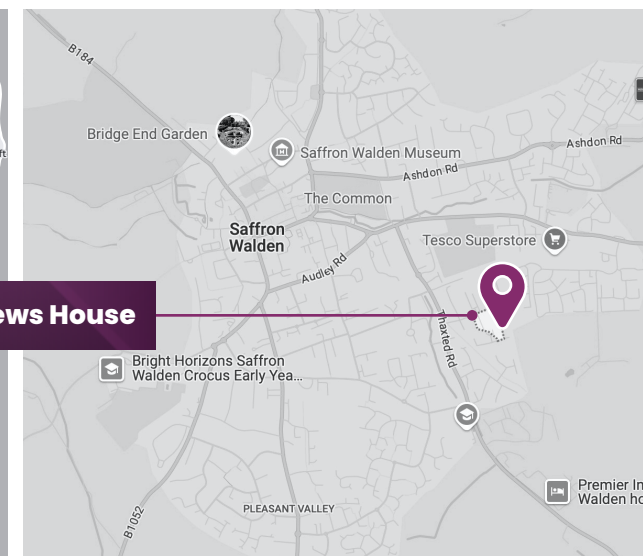 B184
Bridge End Garden
Saffron Walden Museum
Ashdon Rd
Ashdon Rd
The Common
Saffron
Walden
Tesco Superstore
Audley Rd
ews House
Thaxted Rd
Bright Horizons Saffron
Walden Crocus Early Yea...
Premier In
Walden ho
PLEASANT VALLEY
B1052
ft